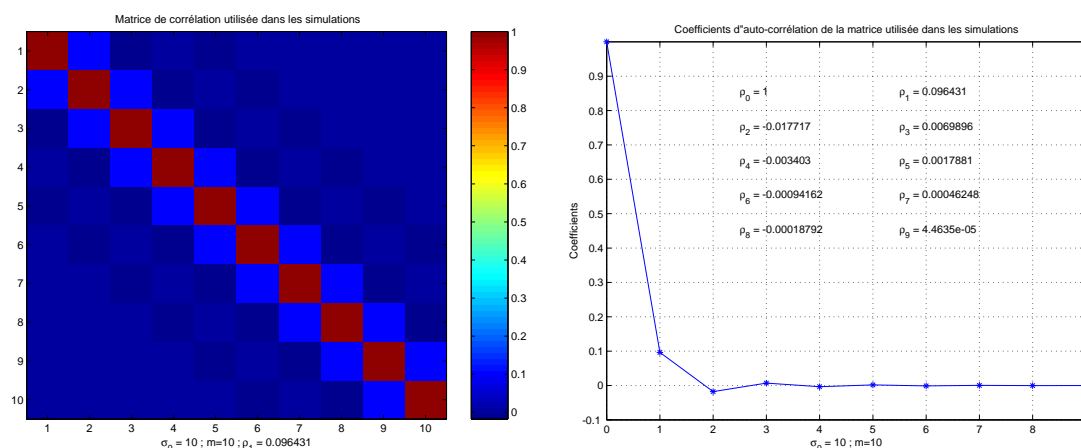 Matrice de corrélation utilisée dans les simulations
1
2
3
4
5
6
7
8
9
10
1 2 3 4 5 6 7 8 9 10
σ₀ = 10 ; m=10 ; ρ₁ = 0.096431
1
0.9
0.8
0.7
0.6
0.5
0.4
0.3
0.2
0.1
0
Coefficients d"auto-corrélation de la matrice utilisée dans les simulations
Coefficients
0.9
0.8
0.7
0.6
0.5
0.4
0.3
0.2
0.1
0
-0.1
ρ₀ = 1 ρ₁ = 0.096431
ρ₂ = -0.017717 ρ₃ = 0.0069896
ρ₄ = -0.003403 ρ₅ = 0.0017881
ρ₆ = -0.00094162 ρ₇ = 0.00046248
ρ₈ = -0.00018792 ρ₉ = 4.4635e-05
0 1 2 3 4 5 6 7 8
σ₀ = 10 ; m=10